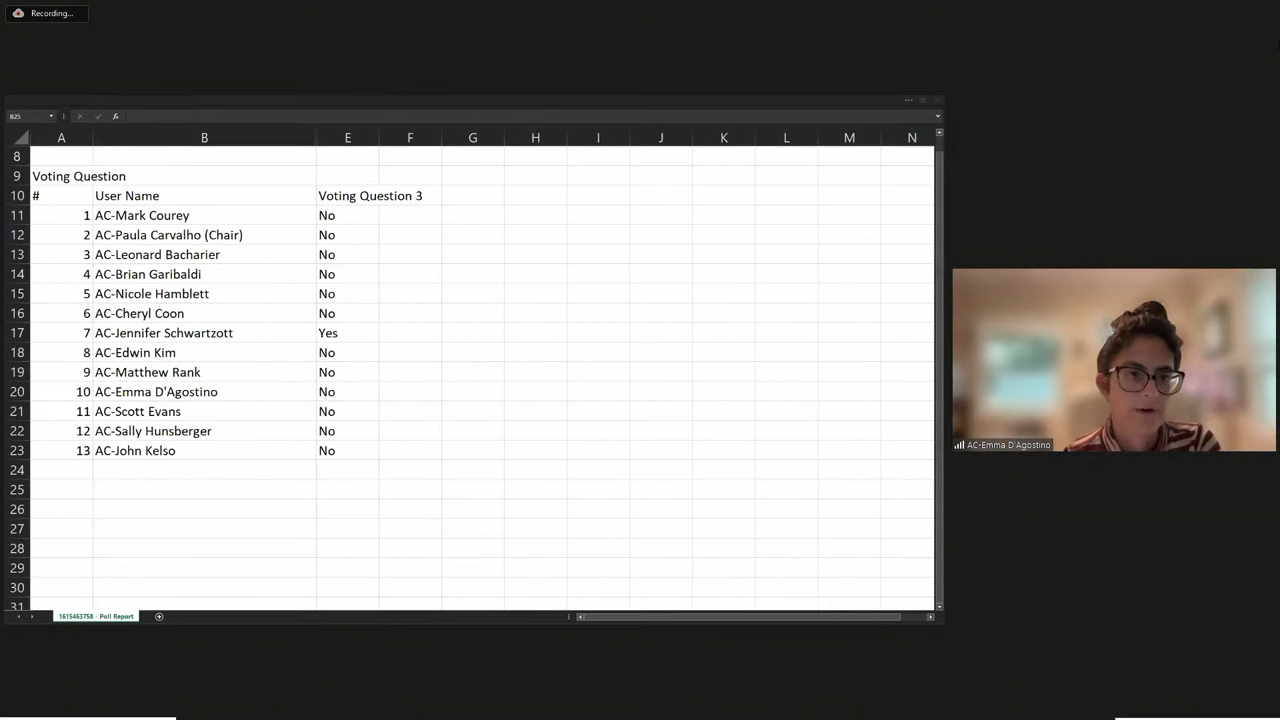 Recording...
B25
A B E F G H I J K L M N
8
9 Voting Question
10 # User Name Voting Question 3
11 1 AC-Mark Courey No
12 2 AC-Paula Carvalho (Chair) No
13 3 AC-Leonard Bacharier No
14 4 AC-Brian Garibaldi No
15 5 AC-Nicole Hamblett No
16 6 AC-Cheryl Coon No
17 7 AC-Jennifer Schwartzott Yes
18 8 AC-Edwin Kim No
19 9 AC-Matthew Rank No
20 10 AC-Emma D'Agostino No
21 11 AC-Scott Evans No
22 12 AC-Sally Hunsberger No
23 13 AC-John Kelso No
24
25
26
27
28
29
30
31
1615463758 - Poll Report
AC-Emma D'Agostino